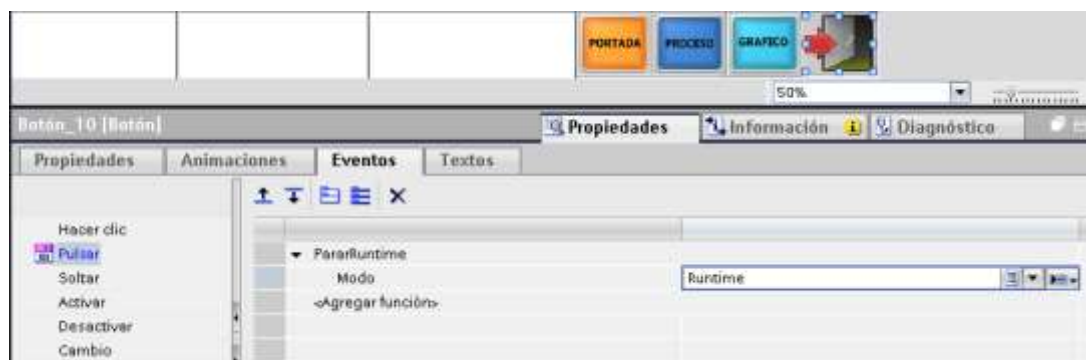 PORTADA PROCESO GRAFICO
50%
Botón_10 [Botón]
Propiedades Información Diagnóstico
Propiedades Animaciones Eventos Textos
Hacer clic
Pulsar
Soltar
Activar
Desactivar
Cambio
PararRuntime
Modo Runtime
<Agregar función>